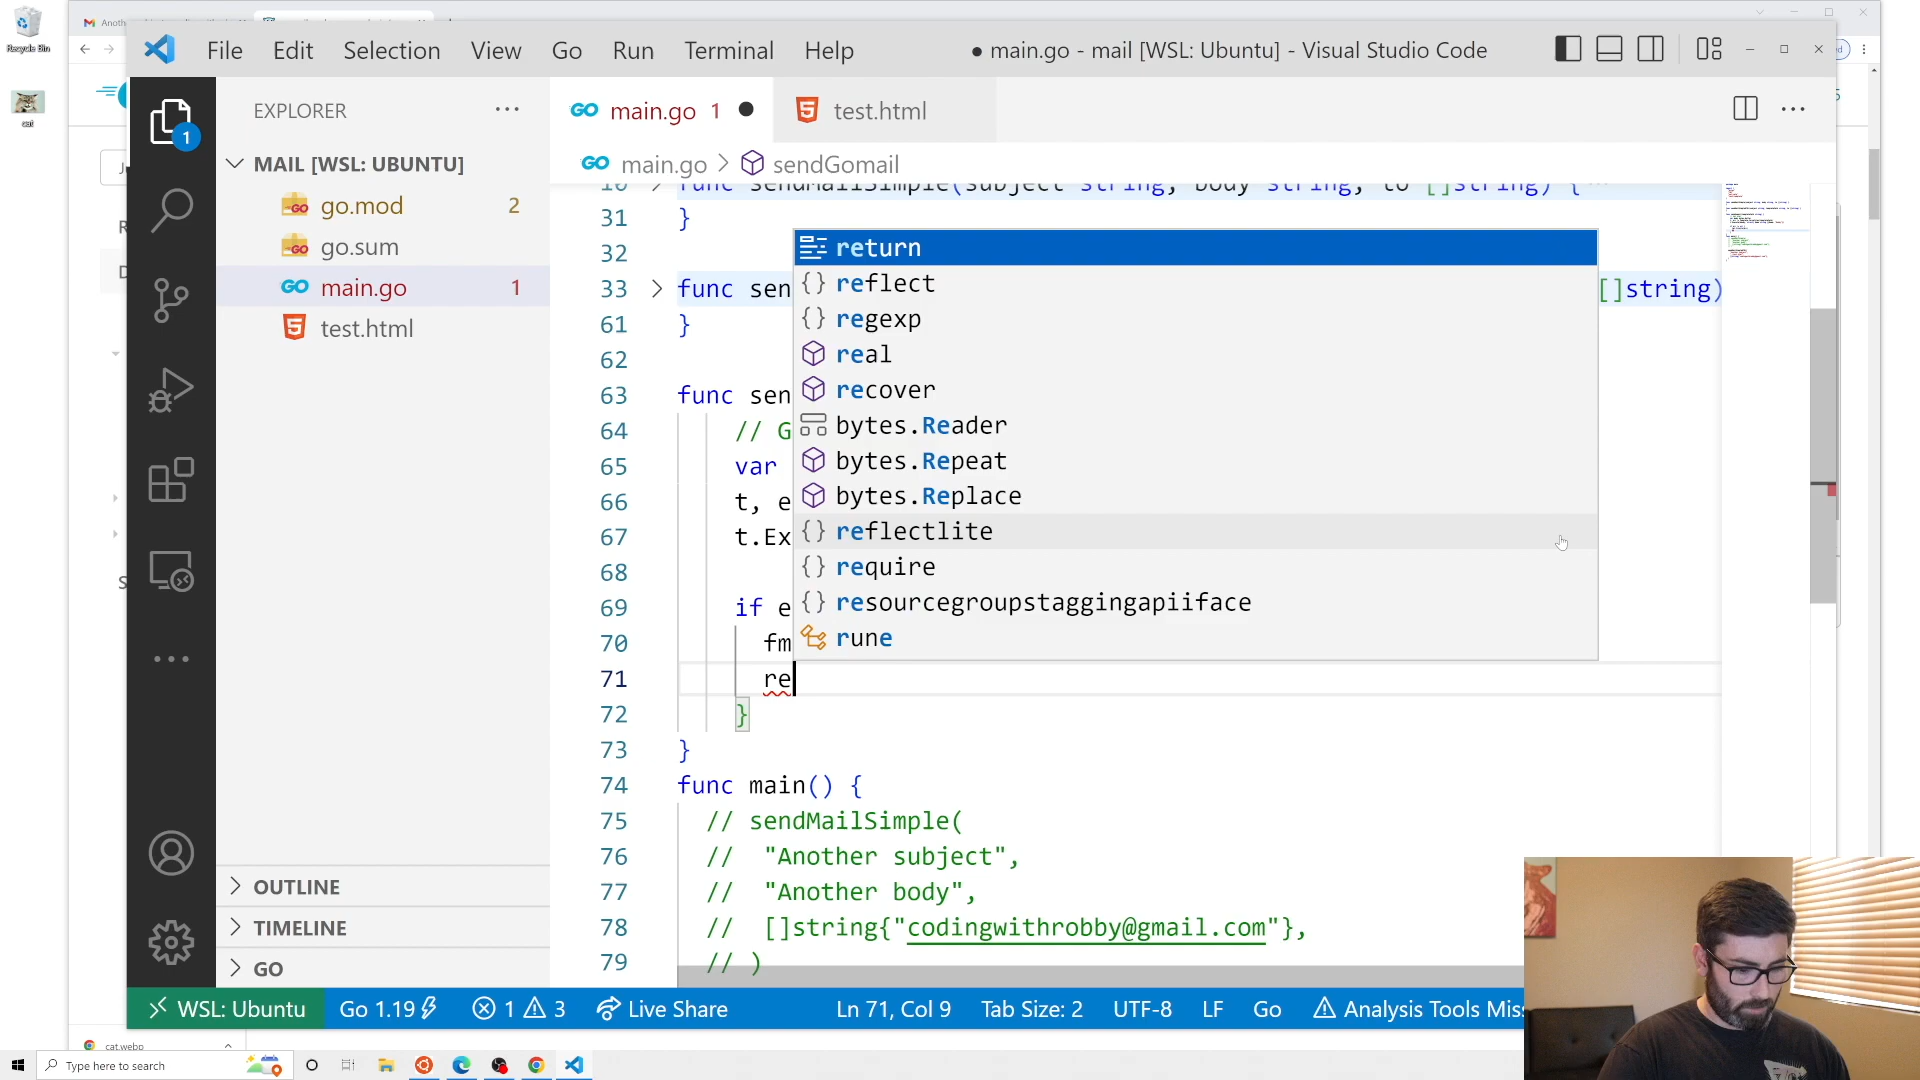 Recycle Bin
cat
File Edit Selection View Go Run Terminal Help
● main.go - mail [WSL: Ubuntu] - Visual Studio Code
EXPLORER
MAIL [WSL: UBUNTU]
go.mod 2
go.sum
main.go 1
test.html
OUTLINE
TIMELINE
GO
1
main.go 1
test.html
main.go > sendGomail
func sendMailSimple(subject string, body string, to []string) {
31 }
32
33 func sen []string)
61 }
62
63 func sen
64 // G
65 var
66 t, e
67 t.Ex
68
69 if e
70 fm
71 re
72 }
73 }
74 func main() {
75 // sendMailSimple(
76 // "Another subject",
77 // "Another body",
78 // []string{"codingwithrobby@gmail.com"},
79 // )
return
reflect
regexp
real
recover
bytes.Reader
bytes.Repeat
bytes.Replace
reflectlite
require
resourcegroupstaggingapiiface
rune
WSL: Ubuntu Go 1.19 1 3 Live Share Ln 71, Col 9 Tab Size: 2 UTF-8 LF Go Analysis Tools Miss
cat.webp
Type here to search